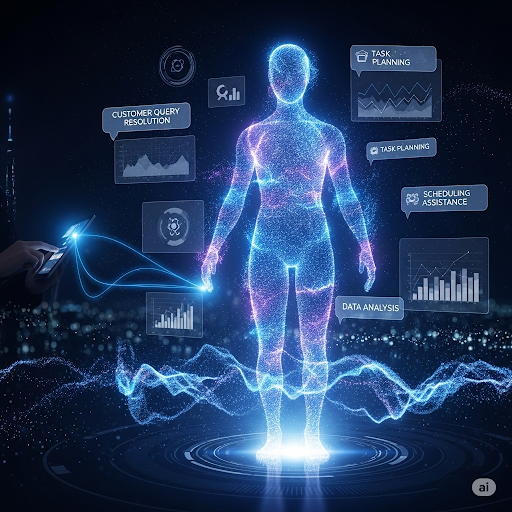 TASK
PLANNING
CUSTOMER QUERY
RESOLUTION
TASK PLANNING
SCHEDULING
ASSISTANCE
DATA ANALYSIS
ai